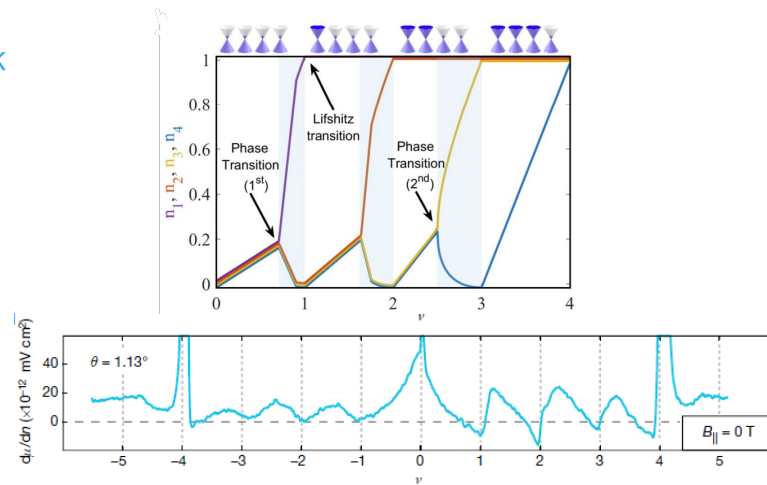 k
1
0.8
0.6
0.4
0.2
0
n1, n2, n3, n4
Phase
Transition
(1st)
Lifshitz
transition
Phase
Transition
(2nd)
0 1 2 3 4
ν
dμ/dn (×10⁻¹² mV cm²)
40
20
0
θ = 1.13°
B|| = 0 T
−5 −4 −3 −2 −1 0 1 2 3 4 5
ν